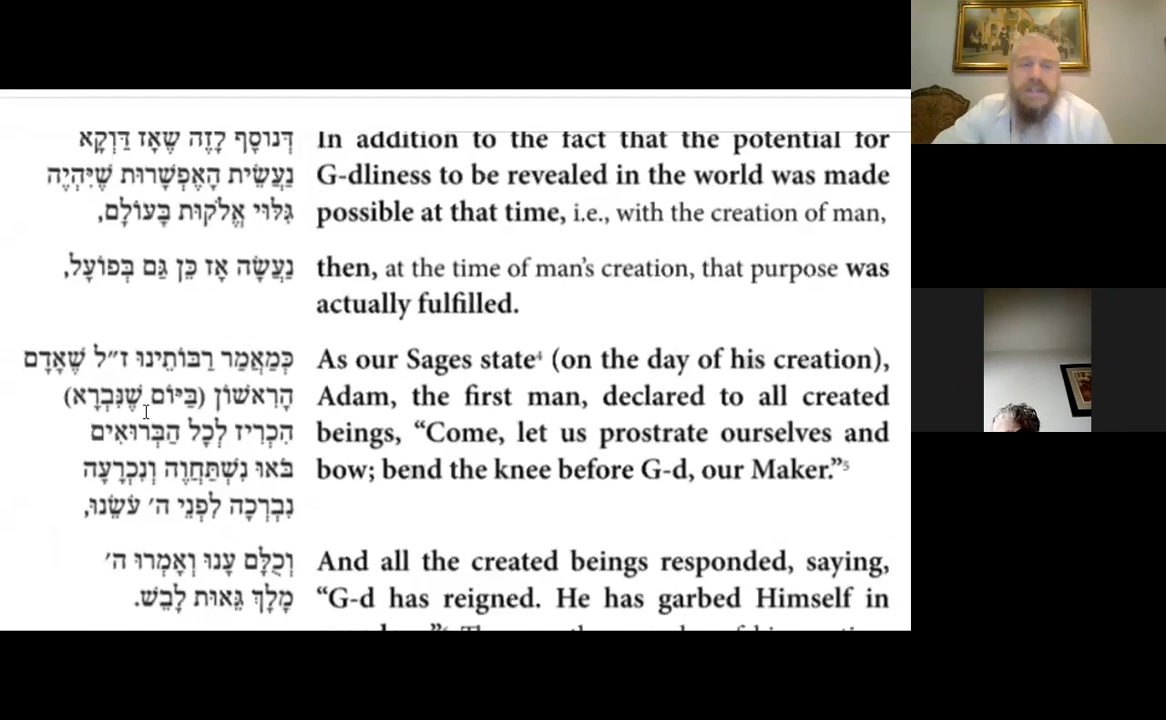 דְּנוֹסָף לָזֶה שֶׁאָז דַּוְקָא
נַעֲשֵׂית הָאֶפְשָׁרוּת שֶׁיִּהְיֶה
גִּלּוּי אֱלֹקוּת בָּעוֹלָם,
In addition to the fact that the potential for
G-dliness to be revealed in the world was made
possible at that time, i.e., with the creation of man,
נַעֲשָׂה אָז כֵּן גַּם בְּפוֹעַל,
then, at the time of man's creation, that purpose was
actually fulfilled.
כְּמַאֲמַר רַבּוֹתֵינוּ ז״ל שֶׁאָדָם
הָרִאשׁוֹן (בַּיּוֹם שֶׁנִּבְרָא)
הִכְרִיז לְכָל הַבְּרוּאִים
בֹּאוּ נִשְׁתַּחֲוֶה וְנִכְרָעָה
נִבְרְכָה לִפְנֵי ה׳ עֹשֵׂנוּ,
As our Sages state⁴ (on the day of his creation),
Adam, the first man, declared to all created
beings, “Come, let us prostrate ourselves and
bow; bend the knee before G-d, our Maker.”⁵
וְכֻלָּם עָנוּ וְאָמְרוּ ה׳
מָלָךְ גֵּאוּת לָבֵשׁ.
And all the created beings responded, saying,
“G-d has reigned. He has garbed Himself in